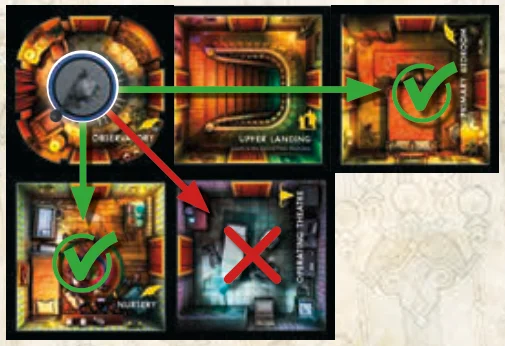 OBSERVATORY
UPPER LANDING
PRIMARY BEDROOM
NURSERY
OPERATING THEATRE